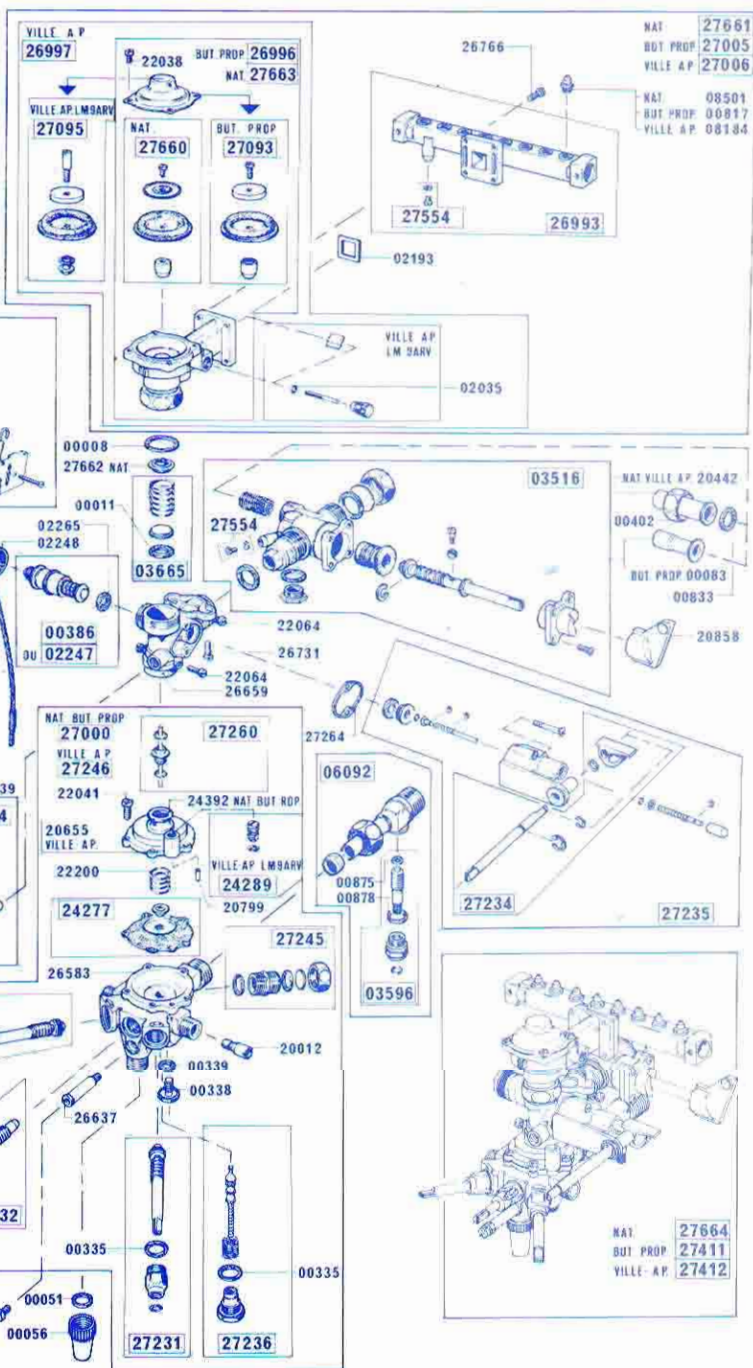 VILLE A P
26997
22038
BUT PROP 26996
NAT 27663
VILLE AP. LM9ARV
27095
NAT.
27660
BUT. PROP
27093
26766
NAT 27661
BUT PROP 27005
VILLE A P 27006
NAT. 08501
BUT PROP. 00817
VILLE A P. 08184
27554
26993
02193
VILLE A P
LM 9ARV
02035
00008
27662 NAT
00011
03665
02265
02248
00386
OU 02247
27554
03516
NAT VILLE A P. 20442
00402
BUT PROP 00083
00833
20858
22064
26731
22064
26659
27264
NAT BUT PROP
27000
VILLE A P
27246
27260
22041
24392 NAT BUT ROP
20655
VILLE AP.
22200
VILLE AP LM9ARV
24289
20799
24277
06092
00875
00878
03596
27234
27235
26583
27245
20012
00339
00338
26637
32
00335
00335
00051
00056
27231
27236
39
4
NAT 27664
BUT PROP 27411
VILLE-A.P. 27412